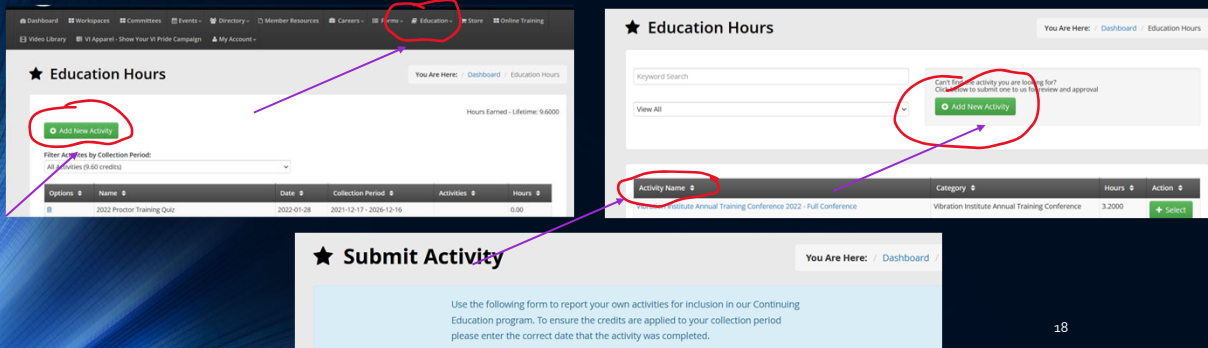 Dashboard Workspaces Committees Events Directory Member Resources Careers Forms Education Store Online Training
Video Library VI Apparel - Show Your VI Pride Campaign My Account
Education Hours
You Are Here: / Dashboard / Education Hours
Hours Earned - Lifetime: 9.6000
Add New Activity
Filter Activites by Collection Period:
All Activities (9.60 credits)
Options Name Date Collection Period Activities Hours
2022 Proctor Training Quiz 2022-01-28 2021-12-17 - 2026-12-16 0.00
Education Hours
You Are Here: / Dashboard / Education Hours
Keyword Search
View All
Can't find the activity you are looking for?
Click below to submit one to us for review and approval
Add New Activity
Activity Name Category Hours Action
Vibration Institute Annual Training Conference 2022 - Full Conference Vibration Institute Annual Training Conference 3.2000 + Select
Submit Activity
You Are Here: / Dashboard /
Use the following form to report your own activities for inclusion in our Continuing
Education program. To ensure the credits are applied to your collection period
please enter the correct date that the activity was completed.
18